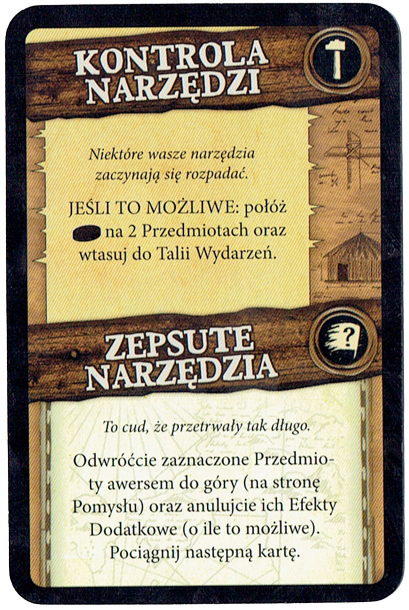 KONTROLA
NARZĘDZI
Niektóre wasze narzędzia
zaczynają się rozpadać.
JEŚLI TO MOŻLIWE: połóż
na 2 Przedmiotach oraz
wtasuj do Talii Wydarzeń.
?
ZEPSUTE
NARZĘDZIA
To cud, że przetrwały tak długo.
Odwróćcie zaznaczone Przedmio-
ty awersem do góry (na stronę
Pomysłu) oraz anulujcie ich Efekty
Dodatkowe (o ile to możliwe).
Pociągnij następną kartę.